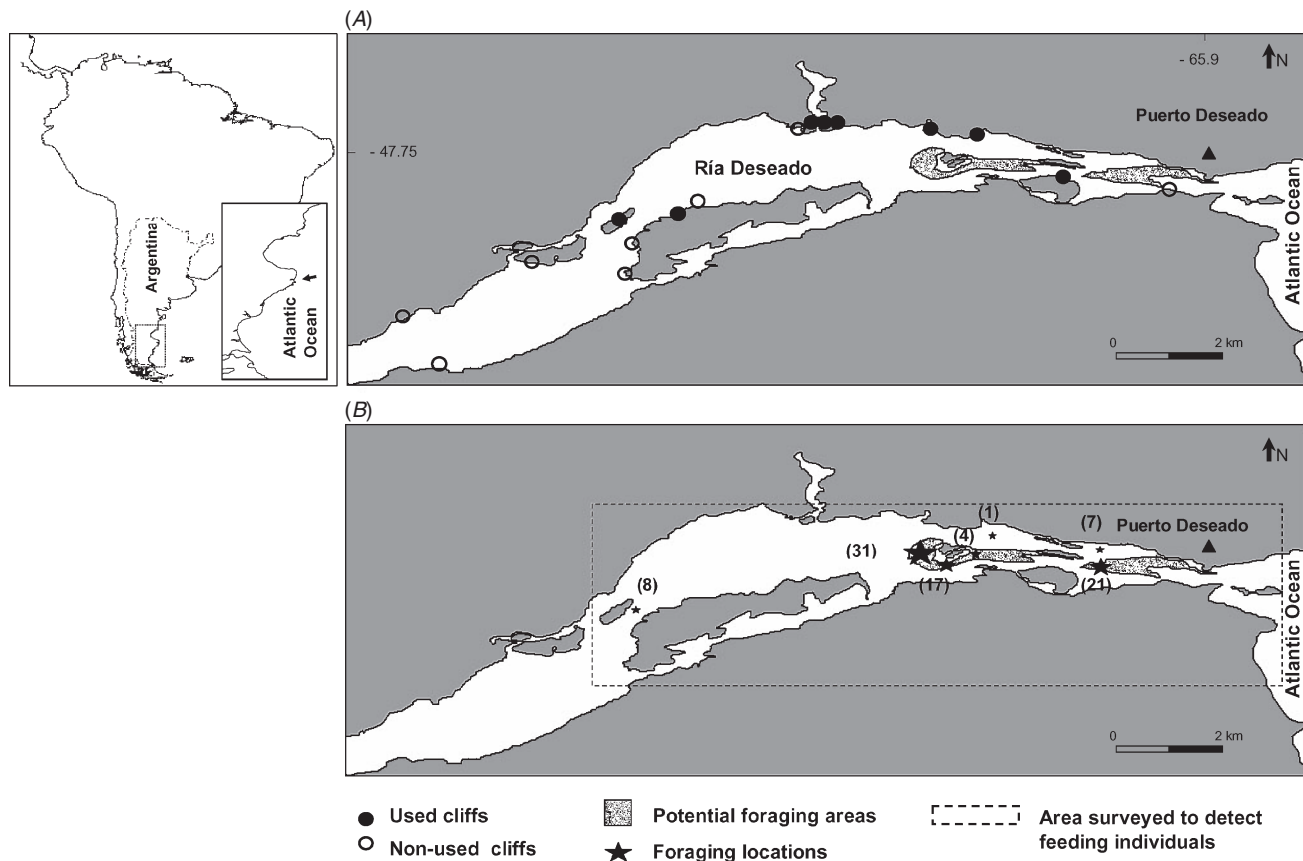 Argentina
Atlantic
Ocean
(A)
- 65.9
N
Puerto Deseado
- 47.75
Ría Deseado
Atlantic Ocean
0
2 km
(B)
N
(1)
(7)
Puerto Deseado
(4)
(31)
(17)
(21)
(8)
Atlantic Ocean
0
2 km
Used cliffs
Non-used cliffs
Potential foraging areas
Foraging locations
Area surveyed to detect
feeding individuals